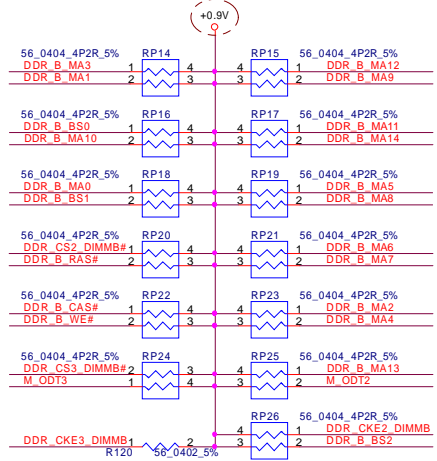 +0.9V
56_0404_4P2R_5% RP14 RP15 56_0404_4P2R_5%
DDR_B_MA3 1 4 4 1 DDR_B_MA12
DDR_B_MA1 2 3 3 2 DDR_B_MA9
56_0404_4P2R_5% RP16 RP17 56_0404_4P2R_5%
DDR_B_BS0 1 4 4 1 DDR_B_MA11
DDR_B_MA10 2 3 3 2 DDR_B_MA14
56_0404_4P2R_5% RP18 RP19 56_0404_4P2R_5%
DDR_B_MA0 1 4 4 1 DDR_B_MA5
DDR_B_BS1 2 3 3 2 DDR_B_MA8
56_0404_4P2R_5% RP20 RP21 56_0404_4P2R_5%
DDR_CS2_DIMMB# 1 4 4 1 DDR_B_MA6
DDR_B_RAS# 2 3 3 2 DDR_B_MA7
56_0404_4P2R_5% RP22 RP23 56_0404_4P2R_5%
DDR_B_CAS# 1 4 4 1 DDR_B_MA2
DDR_B_WE# 2 3 3 2 DDR_B_MA4
56_0404_4P2R_5% RP24 RP25 56_0404_4P2R_5%
DDR_CS3_DIMMB# 2 3 4 1 DDR_B_MA13
M_ODT3 1 4 3 2 M_ODT2
RP26 56_0404_4P2R_5%
4 1 DDR_CKE2_DIMMB
DDR_CKE3_DIMMB 1 2 3 2 DDR_B_BS2
R120 56_0402_5%